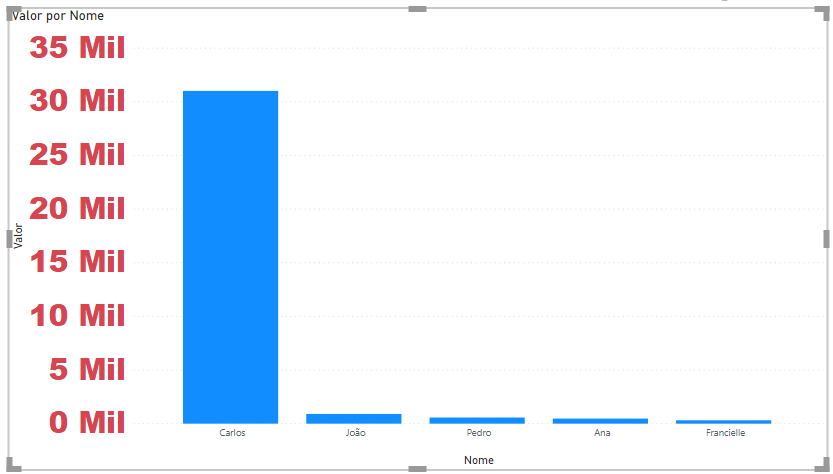 Valor por Nome
35 Mil
30 Mil
25 Mil
20 Mil
15 Mil
10 Mil
5 Mil
0 Mil
Valor
Carlos João Pedro Ana Francielle
Nome